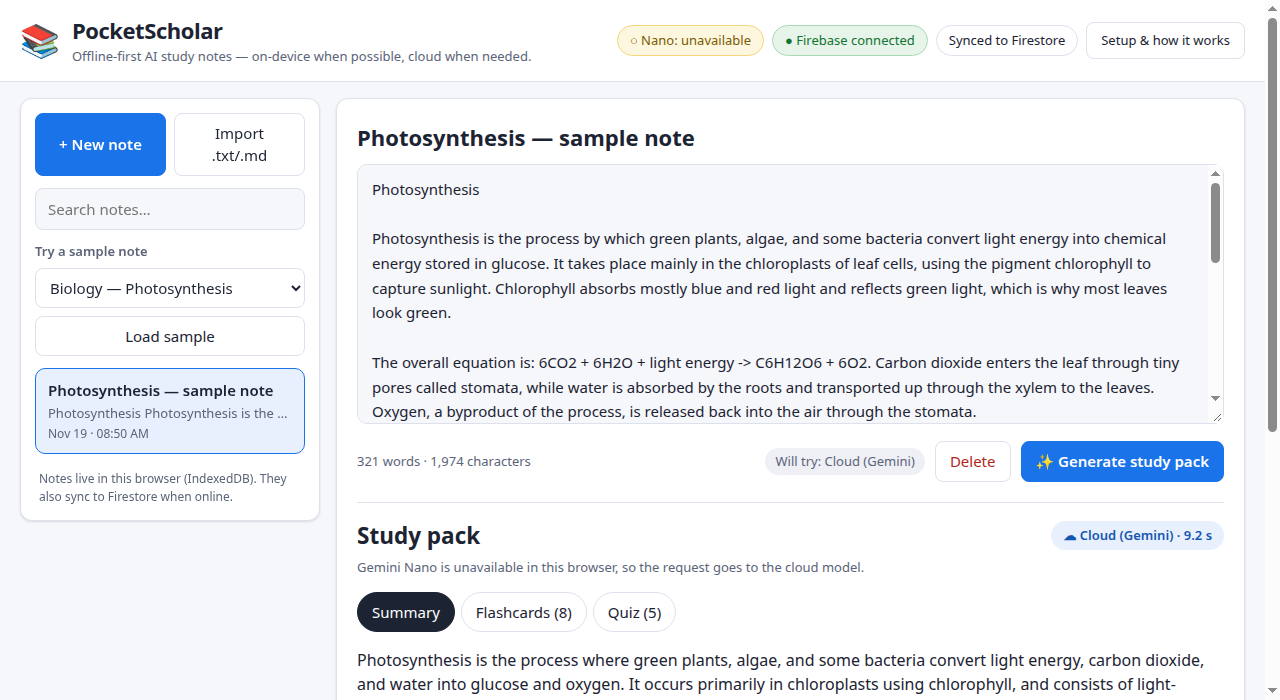 PocketScholar
Offline-first AI study notes — on-device when possible, cloud when needed.
○ Nano: unavailable
● Firebase connected
Synced to Firestore
Setup & how it works
+ New note
Import
.txt/.md
Search notes...
Try a sample note
Biology — Photosynthesis
Load sample
Photosynthesis — sample note
Photosynthesis Photosynthesis is the ...
Nov 19 · 08:50 AM
Notes live in this browser (IndexedDB). They
also sync to Firestore when online.
Photosynthesis — sample note
Photosynthesis
Photosynthesis is the process by which green plants, algae, and some bacteria convert light energy into chemical
energy stored in glucose. It takes place mainly in the chloroplasts of leaf cells, using the pigment chlorophyll to
capture sunlight. Chlorophyll absorbs mostly blue and red light and reflects green light, which is why most leaves
look green.
The overall equation is: 6CO2 + 6H2O + light energy -> C6H12O6 + 6O2. Carbon dioxide enters the leaf through tiny
pores called stomata, while water is absorbed by the roots and transported up through the xylem to the leaves.
Oxygen, a byproduct of the process, is released back into the air through the stomata.
321 words · 1,974 characters
Will try: Cloud (Gemini)
Delete
✨ Generate study pack
Study pack
☁ Cloud (Gemini) · 9.2 s
Gemini Nano is unavailable in this browser, so the request goes to the cloud model.
Summary
Flashcards (8)
Quiz (5)
Photosynthesis is the process where green plants, algae, and some bacteria convert light energy, carbon dioxide,
and water into glucose and oxygen. It occurs primarily in chloroplasts using chlorophyll, and consists of light-